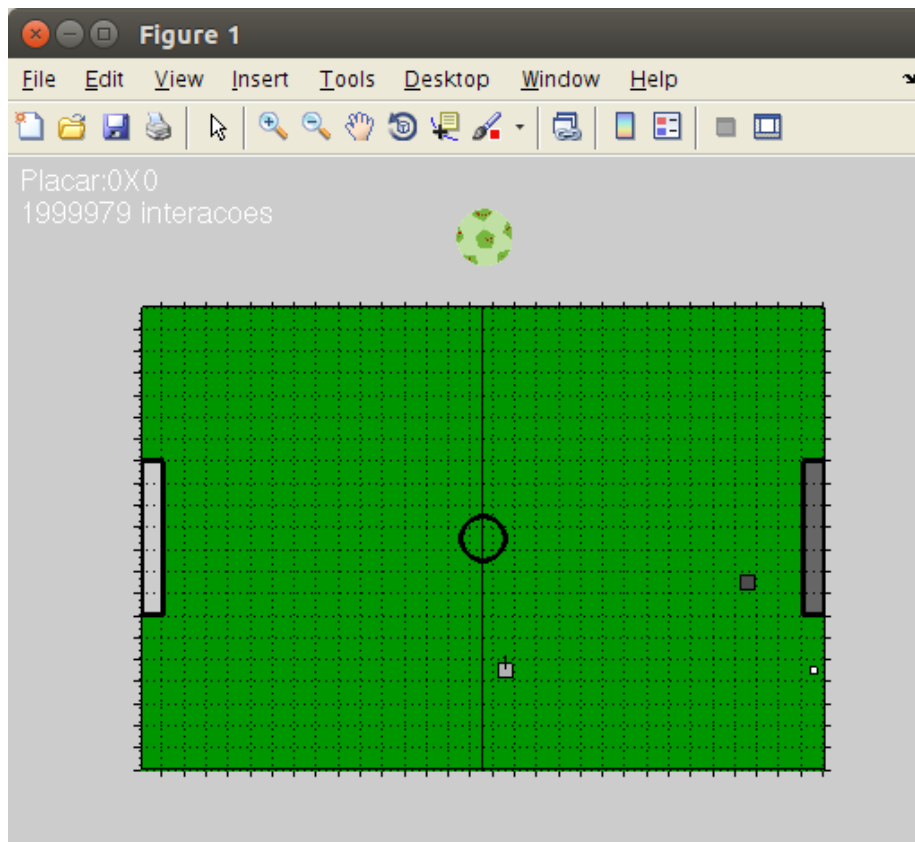 Figure 1
File Edit View Insert Tools Desktop Window Help
Placar:0X0
1999979 interacoes